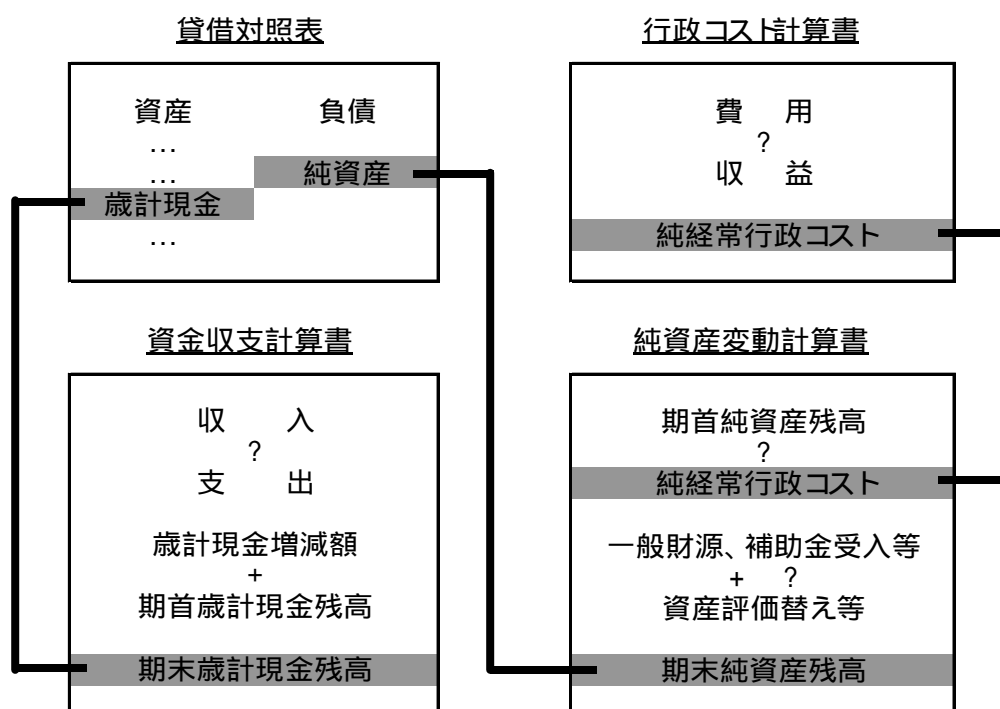 貸借対照表
資産 負債
…
… 純資産
歳計現金
…
行政コスト計算書
費 用
?
収 益
純経常行政コスト
資金収支計算書
収 入
?
支 出
歳計現金増減額
+
期首歳計現金残高
期末歳計現金残高
純資産変動計算書
期首純資産残高
?
純経常行政コスト
一般財源、補助金受入等
+ ?
資産評価替え等
期末純資産残高